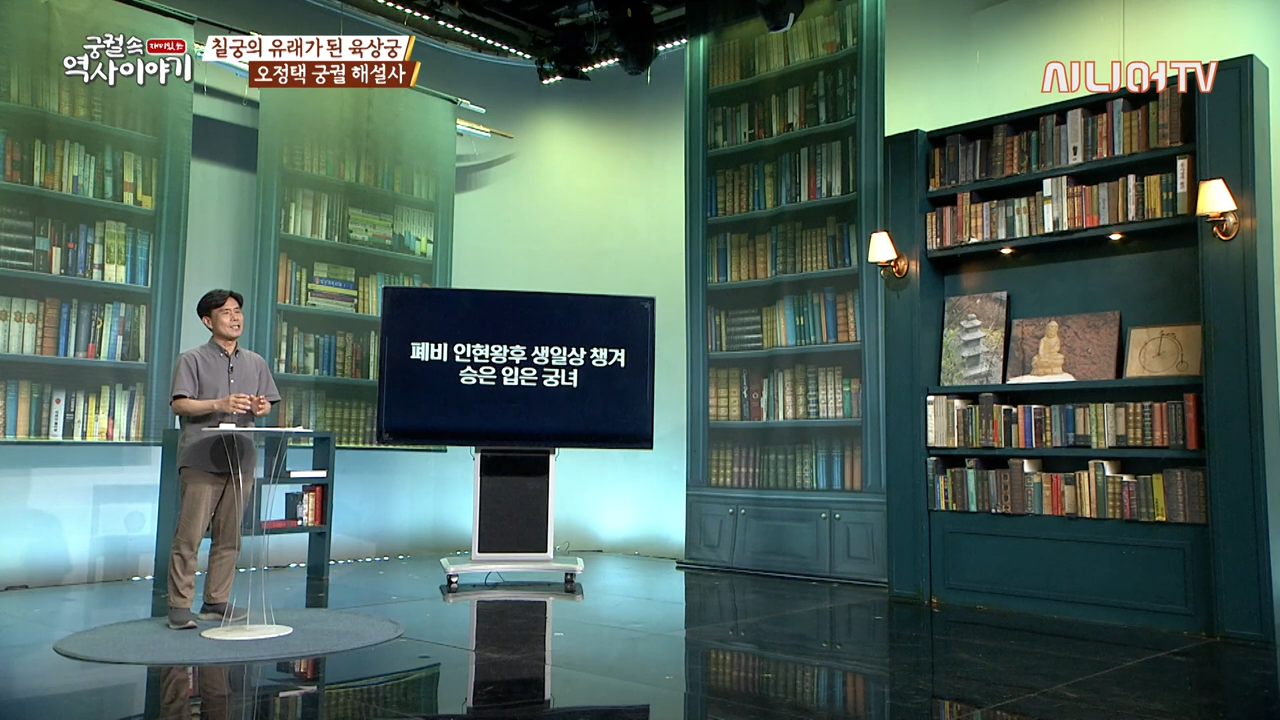 궁궐 속
재미있는
역사이야기
칠궁의 유래가 된 육상궁
오정택 궁궐 해설사
시니어TV
폐비 인현왕후 생일상 챙겨
승은 입은 궁녀